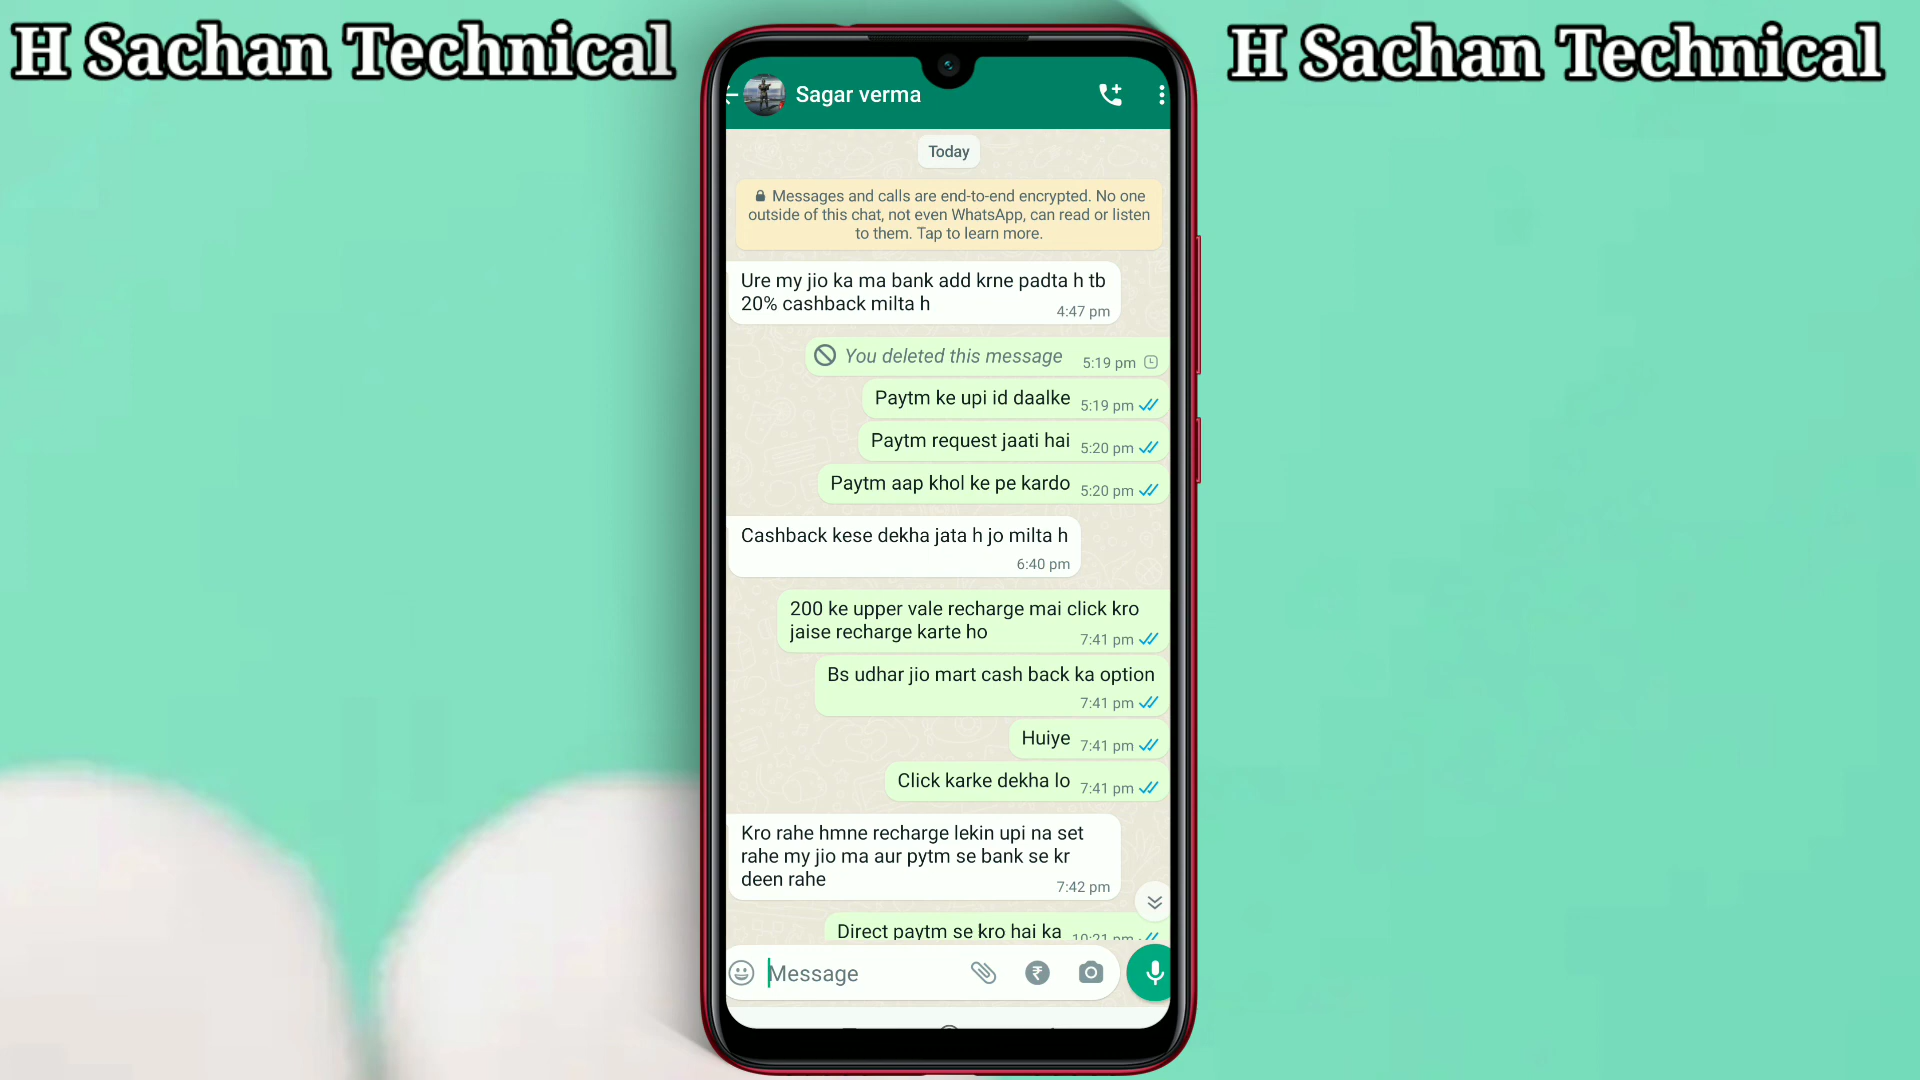 H Sachan Technical
H Sachan Technical
Sagar verma
Today
Messages and calls are end-to-end encrypted. No one
outside of this chat, not even WhatsApp, can read or listen
to them. Tap to learn more.
Ure my jio ka ma bank add krne padta h tb
20% cashback milta h
4:47 pm
You deleted this message 5:19 pm
Paytm ke upi id daalke 5:19 pm
Paytm request jaati hai 5:20 pm
Paytm aap khol ke pe kardo 5:20 pm
Cashback kese dekha jata h jo milta h
6:40 pm
200 ke upper vale recharge mai click kro
jaise recharge karte ho 7:41 pm
Bs udhar jio mart cash back ka option
7:41 pm
Huiye 7:41 pm
Click karke dekha lo 7:41 pm
Kro rahe hmne recharge lekin upi na set
rahe my jio ma aur pytm se bank se kr
deen rahe 7:42 pm
Direct paytm se kro hai ka 10:21 pm
Message